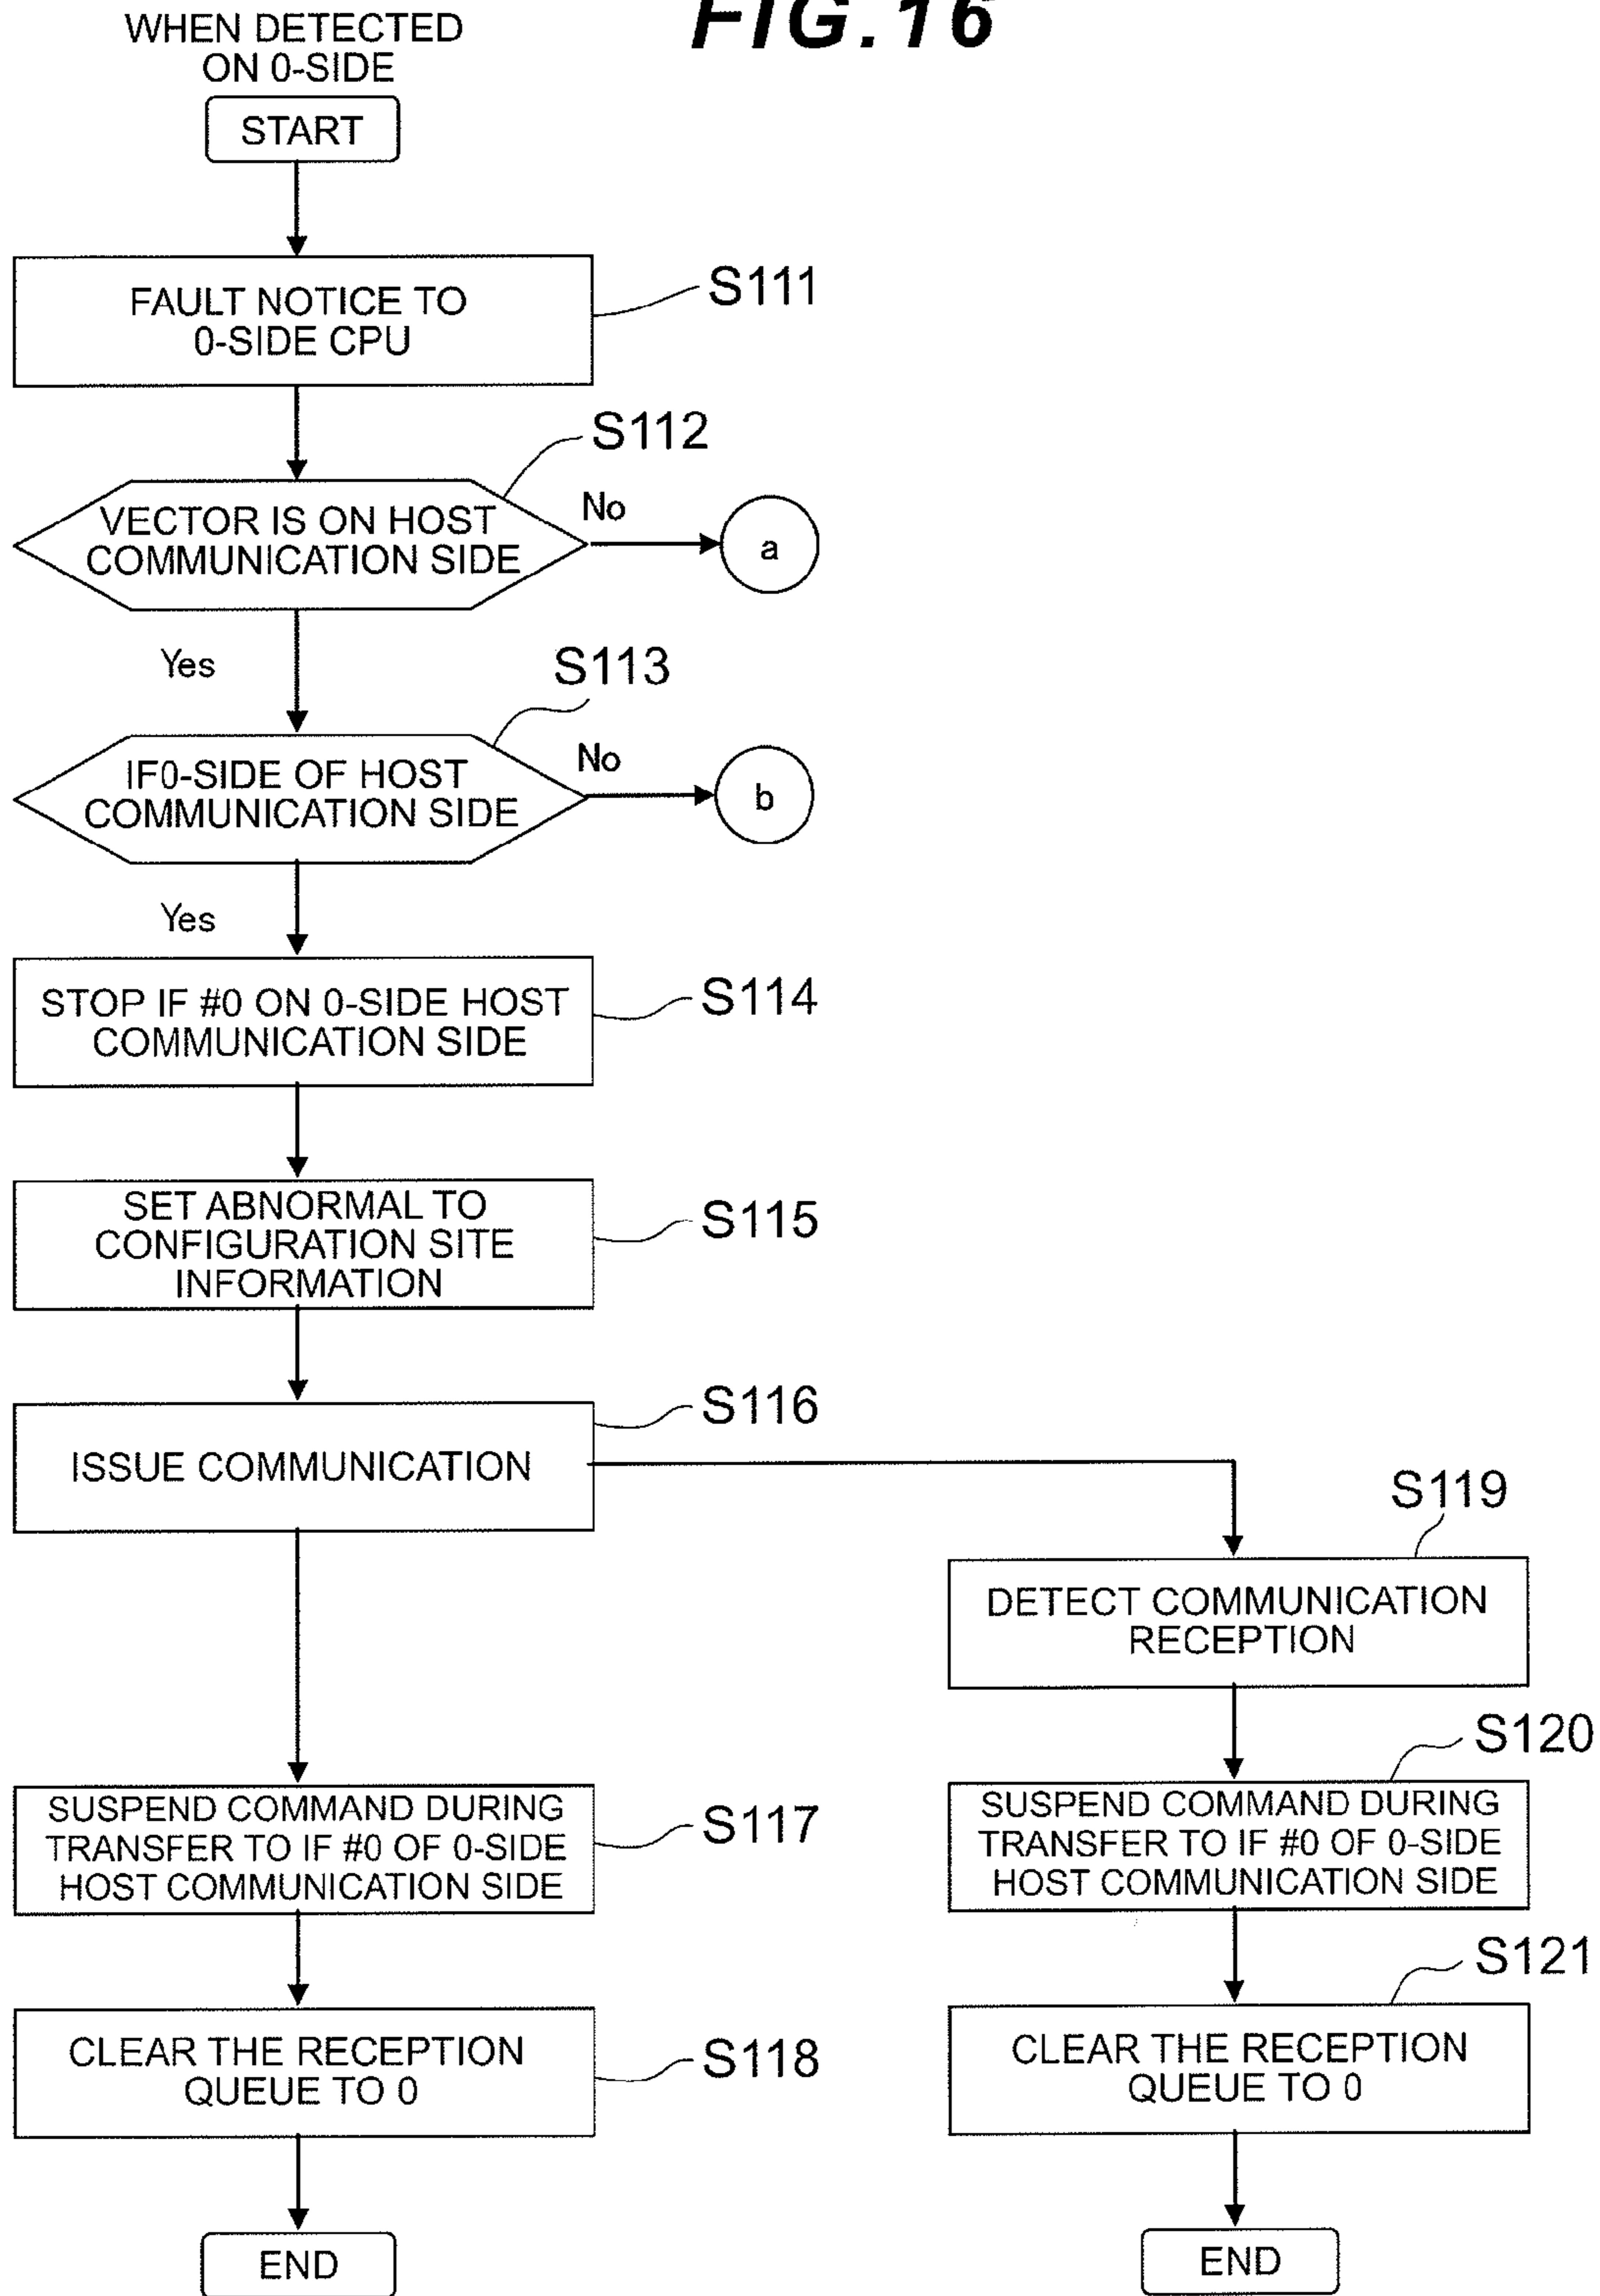 FIG.16
WHEN DETECTED
ON 0-SIDE
START
FAULT NOTICE TO
0-SIDE CPU
S111
VECTOR IS ON HOST
COMMUNICATION SIDE
S112
No
a
Yes
IF0-SIDE OF HOST
COMMUNICATION SIDE
S113
No
b
Yes
STOP IF #0 ON 0-SIDE HOST
COMMUNICATION SIDE
S114
SET ABNORMAL TO
CONFIGURATION SITE
INFORMATION
S115
ISSUE COMMUNICATION
S116
SUSPEND COMMAND DURING
TRANSFER TO IF #0 OF 0-SIDE
HOST COMMUNICATION SIDE
S117
CLEAR THE RECEPTION
QUEUE TO 0
S118
END
S119
DETECT COMMUNICATION
RECEPTION
S120
SUSPEND COMMAND DURING
TRANSFER TO IF #0 OF 0-SIDE
HOST COMMUNICATION SIDE
S121
CLEAR THE RECEPTION
QUEUE TO 0
END